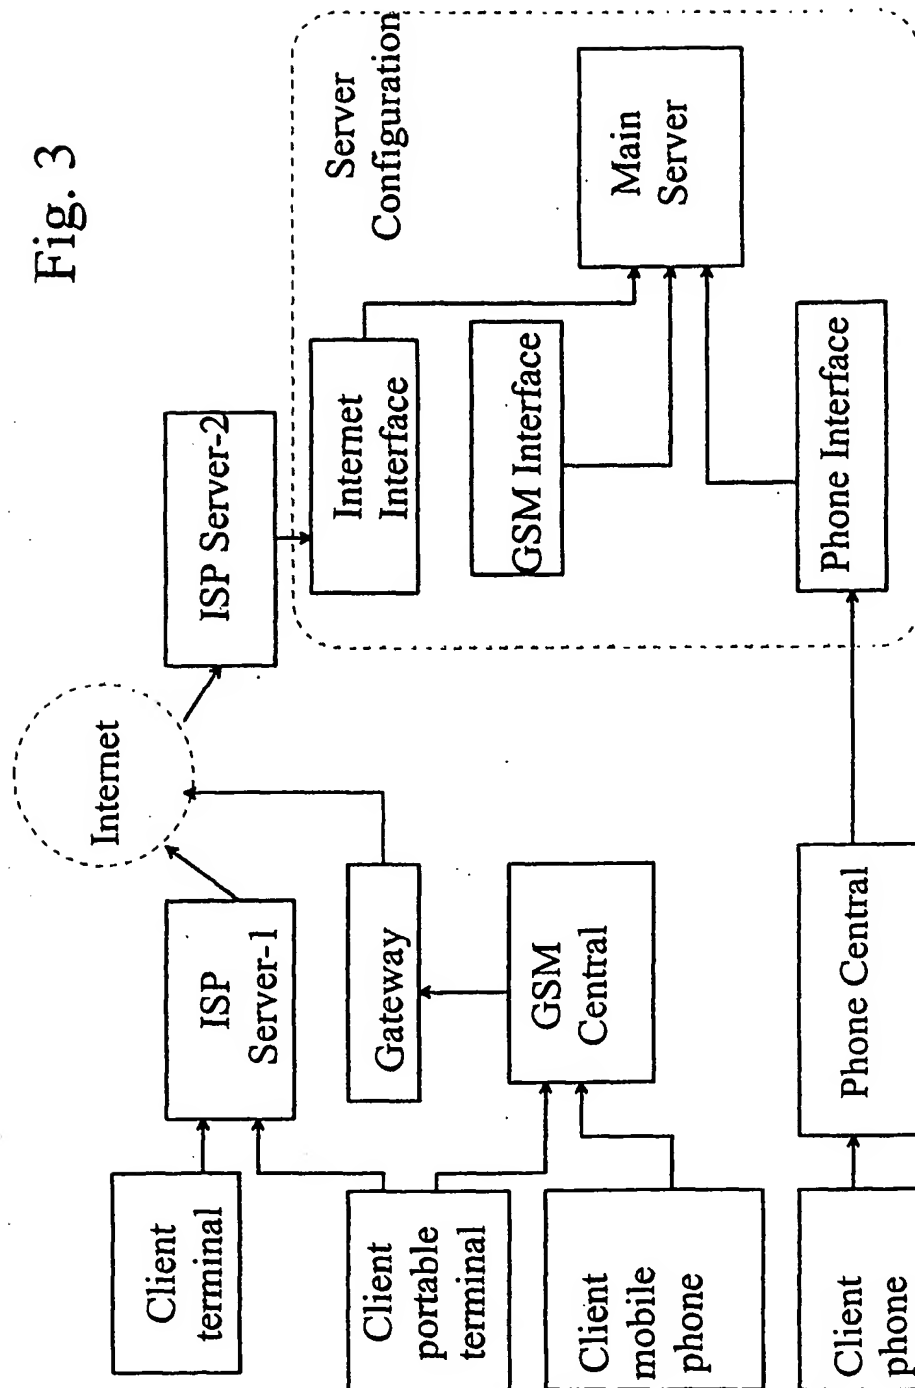 Fig. 3
Server
Configuration
Main
Server
Internet
Interface
GSM Interface
Phone Interface
ISP Server-2
Internet
ISP
Server-1
Gateway
GSM
Central
Phone Central
Client
terminal
Client
portable
terminal
Client
mobile
phone
Client
phone